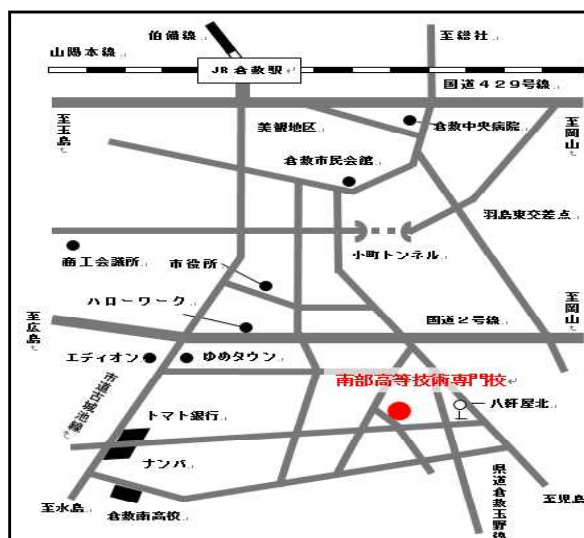 伯備線
至総社
山陽本線
JR倉敷駅
国道429号線
至玉島
美観地区
倉敷中央病院
至岡山
倉敷市民会館
羽島東交差点
小町トンネル
商工会議所
市役所
ハローワーク
至広島
国道2号線
至岡山
エディオン
ゆめタウン
南部高等技術専門校
市道古城池線
トマト銀行
八軒屋北
ナンバ
至水島
倉敷南高校
県道倉敷玉野線
至児島